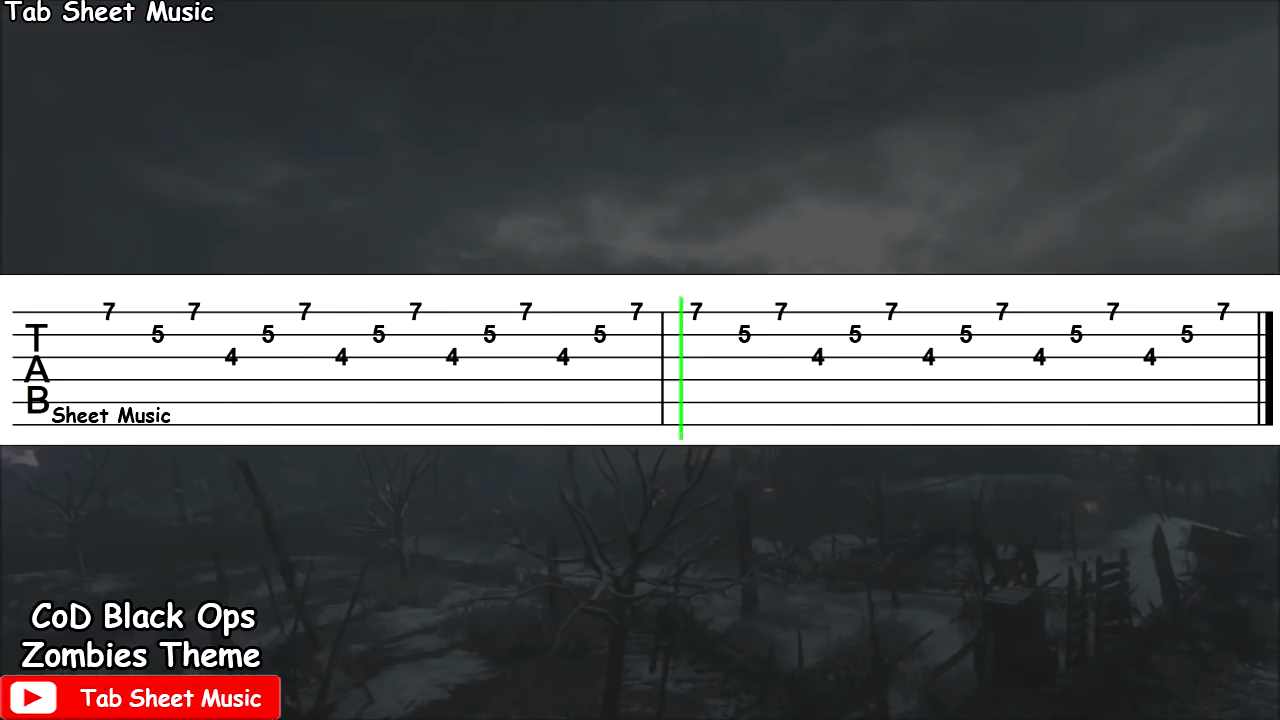 Tab Sheet Music
7 7 7 7 7 7 7 7 7 7 7 7
T 5 5 5 5 5 5 5 5 5 5
A 4 4 4 4 4 4 4 4
B Sheet Music
CoD Black Ops
Zombies Theme
Tab Sheet Music